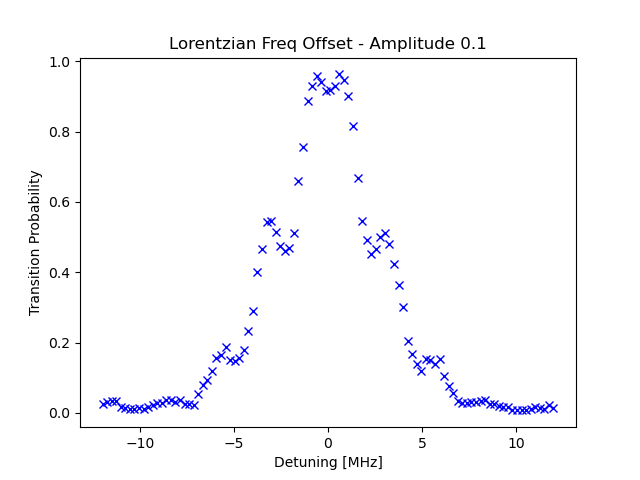 Lorentzian Freq Offset - Amplitude 0.1
1.0
0.8
0.6
0.4
0.2
0.0
Transition Probability
−10 −5 0 5 10
Detuning [MHz]